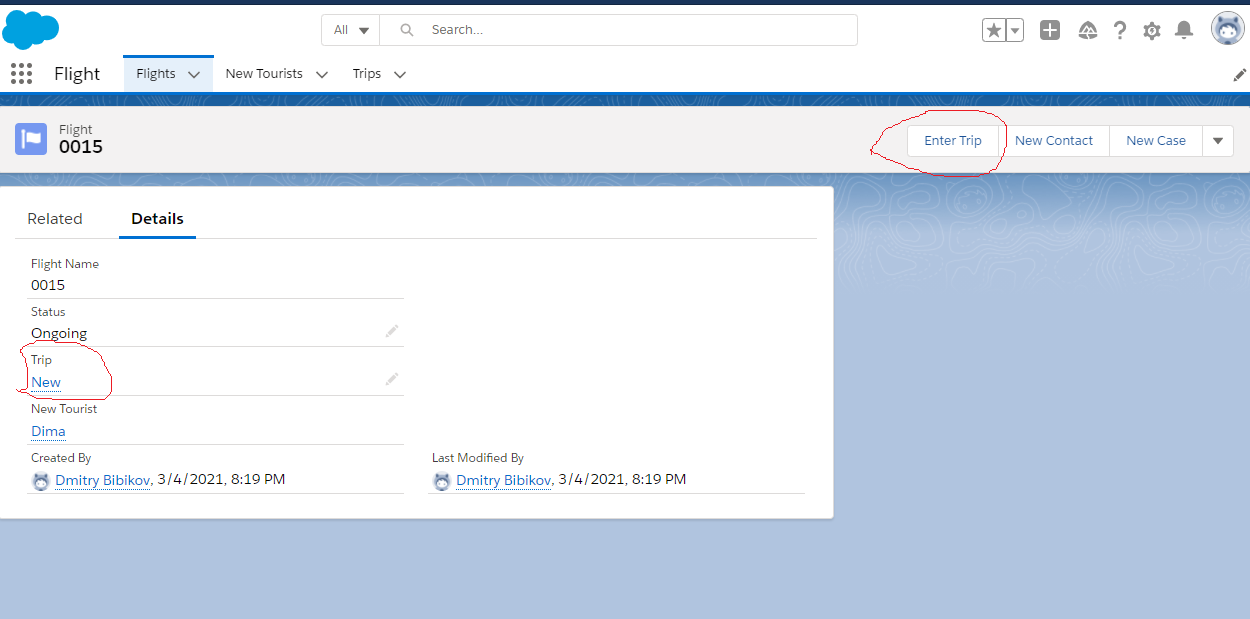 All
Search...
Flight
Flights
New Tourists
Trips
Flight
0015
Enter Trip
New Contact
New Case
Related
Details
Flight Name
0015
Status
Ongoing
Trip
New
New Tourist
Dima
Created By
Dmitry Bibikov, 3/4/2021, 8:19 PM
Last Modified By
Dmitry Bibikov, 3/4/2021, 8:19 PM